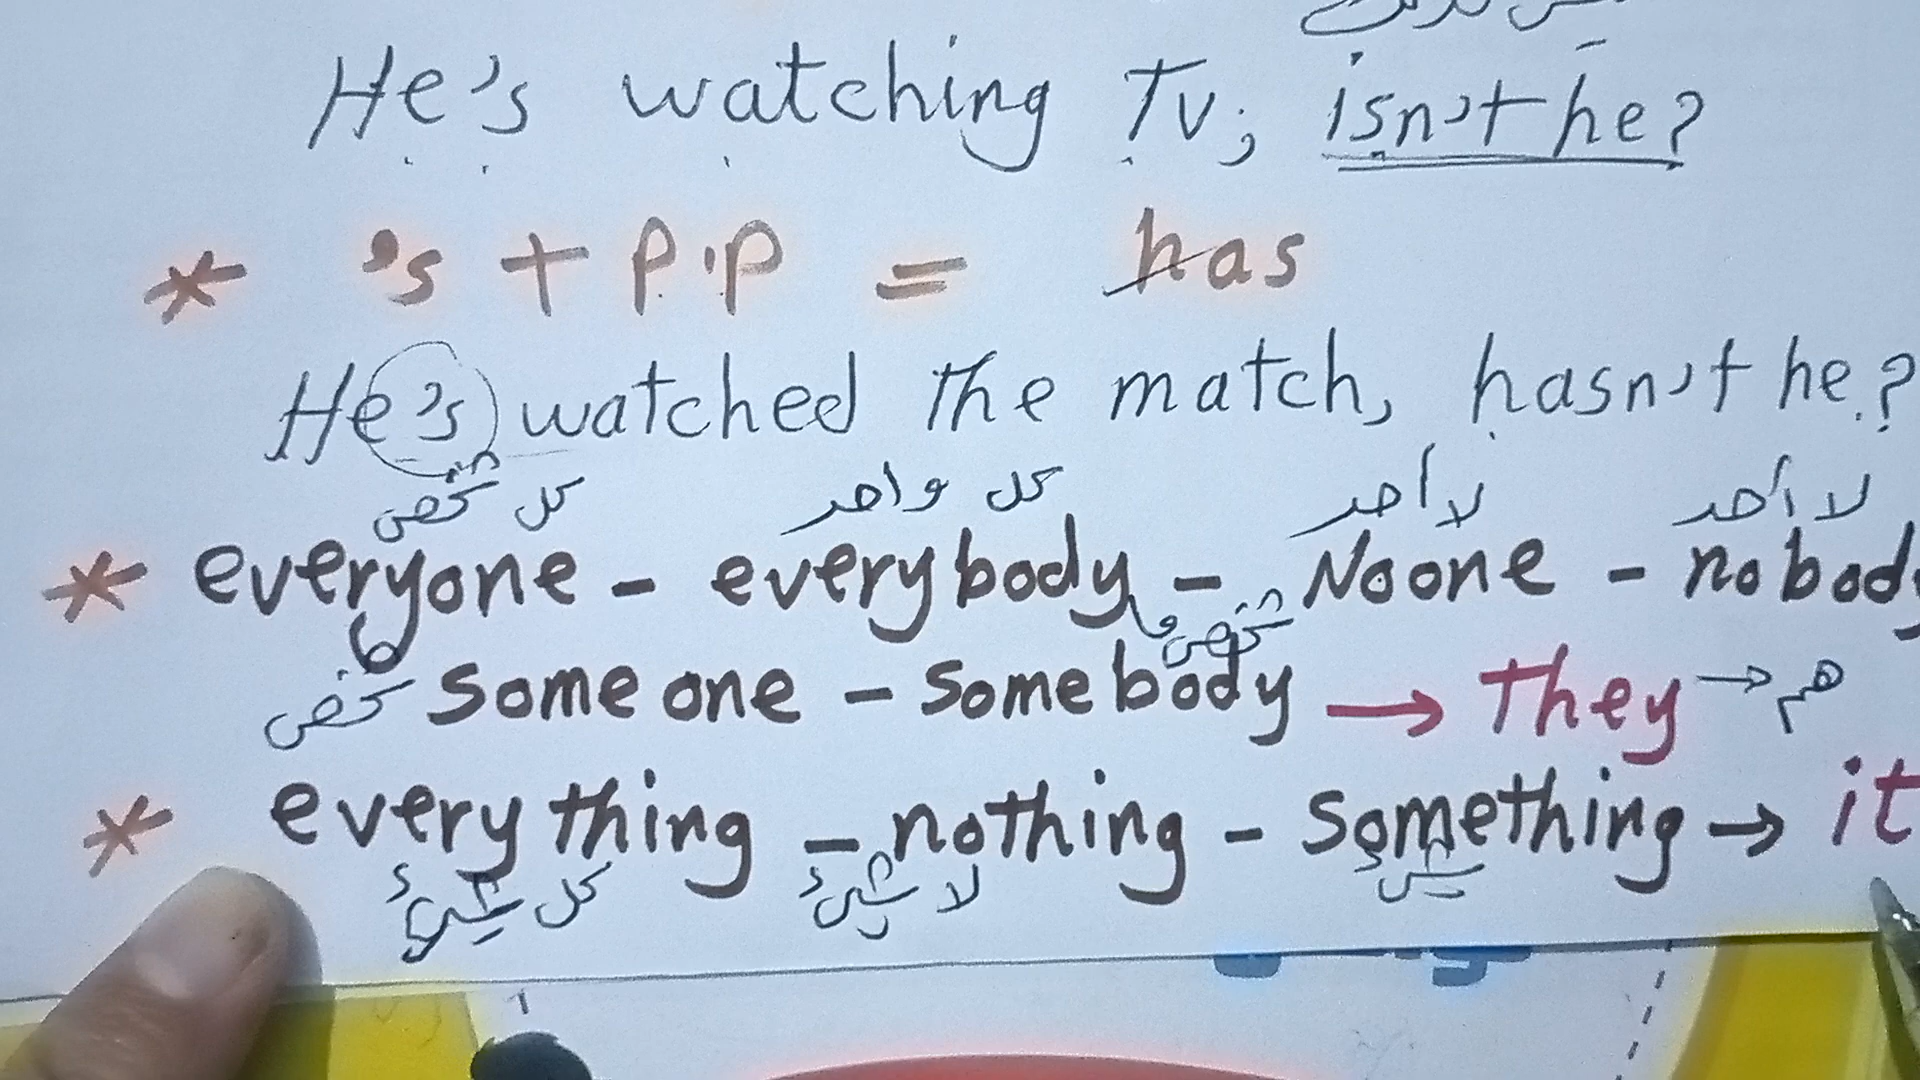 He's watching TV, isn't he?
* 's + P.P = has
He's watched the match, hasn't he?
كل شخص كل واحد لا أحد لا أحد
* everyone - everybody - No one - nobody
شخص ما someone - somebody شخص ما → they → هم
* everything - nothing - something → it
كل شيء لا شيء شيء